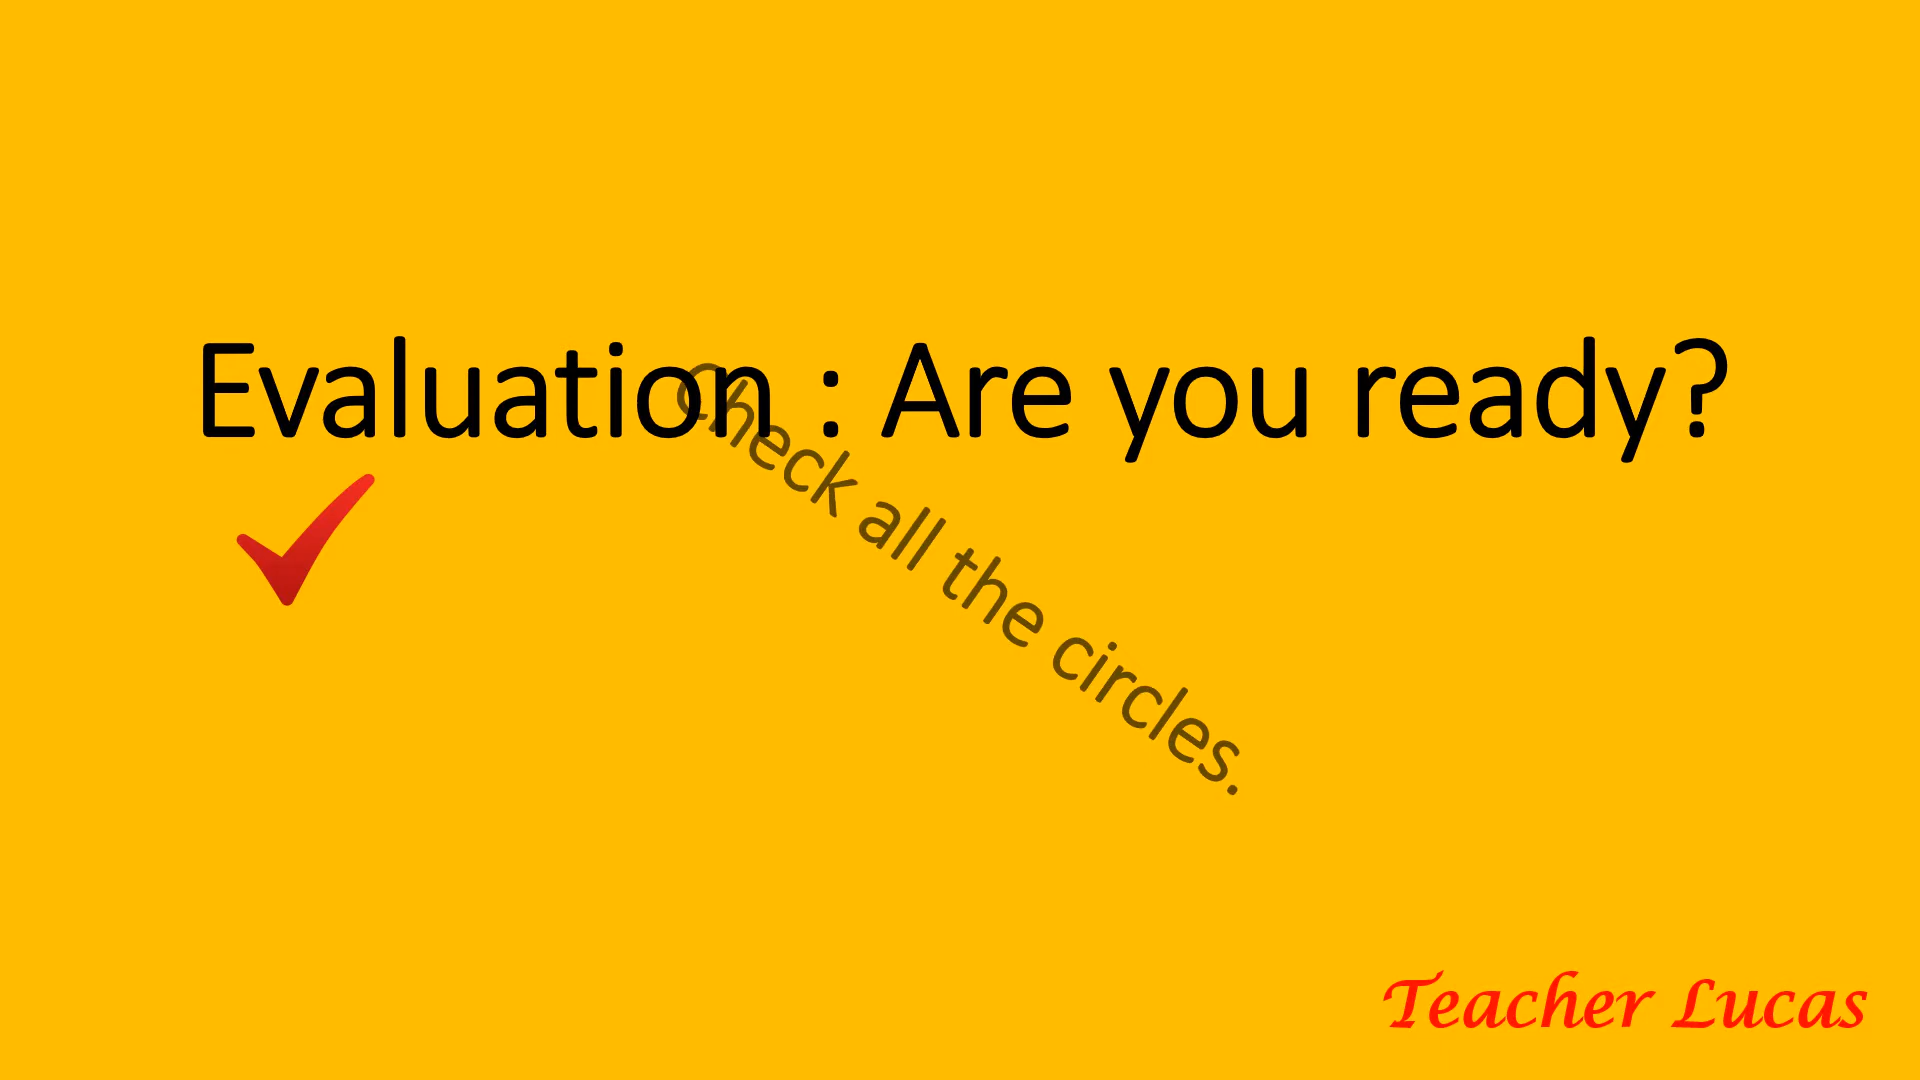 Evaluation : Are you ready?
Check all the circles.
Teacher Lucas